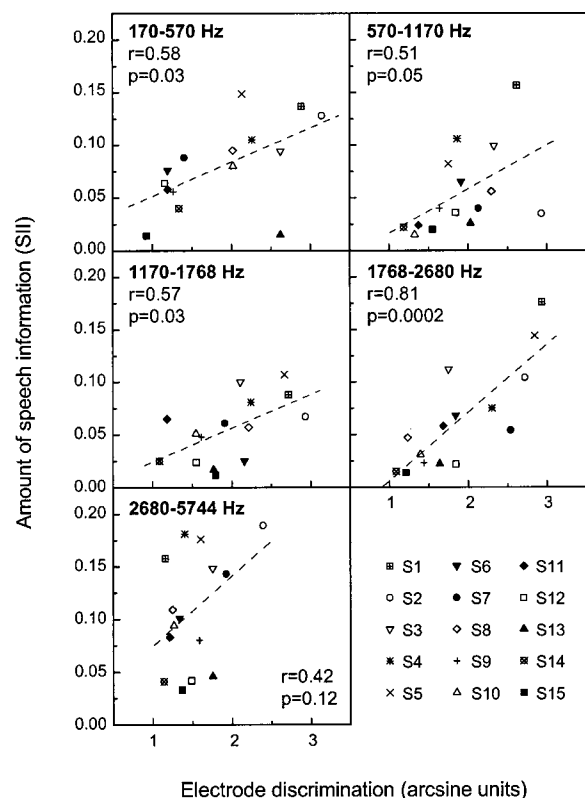 170-570 Hz
r=0.58
p=0.03
570-1170 Hz
r=0.51
p=0.05
0.20
0.15
0.10
0.05
0.00
1170-1768 Hz
r=0.57
p=0.03
1768-2680 Hz
r=0.81
p=0.0002
0.20
0.15
0.10
0.05
0.00
1 2 3
2680-5744 Hz
r=0.42
p=0.12
0.20
0.15
0.10
0.05
0.00
1 2 3
S1 S6 S11
S2 S7 S12
S3 S8 S13
S4 S9 S14
S5 S10 S15
Amount of speech information (SII)
Electrode discrimination (arcsine units)